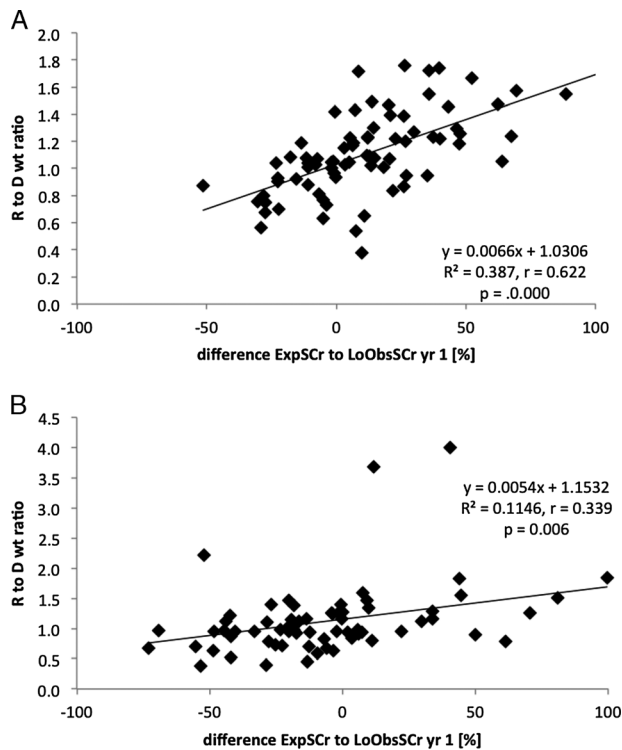 A
R to D wt ratio
2.0
1.8
1.6
1.4
1.2
1.0
0.8
0.6
0.4
0.2
0.0
y = 0.0066x + 1.0306
R² = 0.387, r = 0.622
p = .0.000
-100 -50 0 50 100
difference ExpSCr to LoObsSCr yr 1 [%]
B
R to D wt ratio
4.5
4.0
3.5
3.0
2.5
2.0
1.5
1.0
0.5
0.0
y = 0.0054x + 1.1532
R² = 0.1146, r = 0.339
p = 0.006
-100 -50 0 50 100
difference ExpSCr to LoObsSCr yr 1 [%]